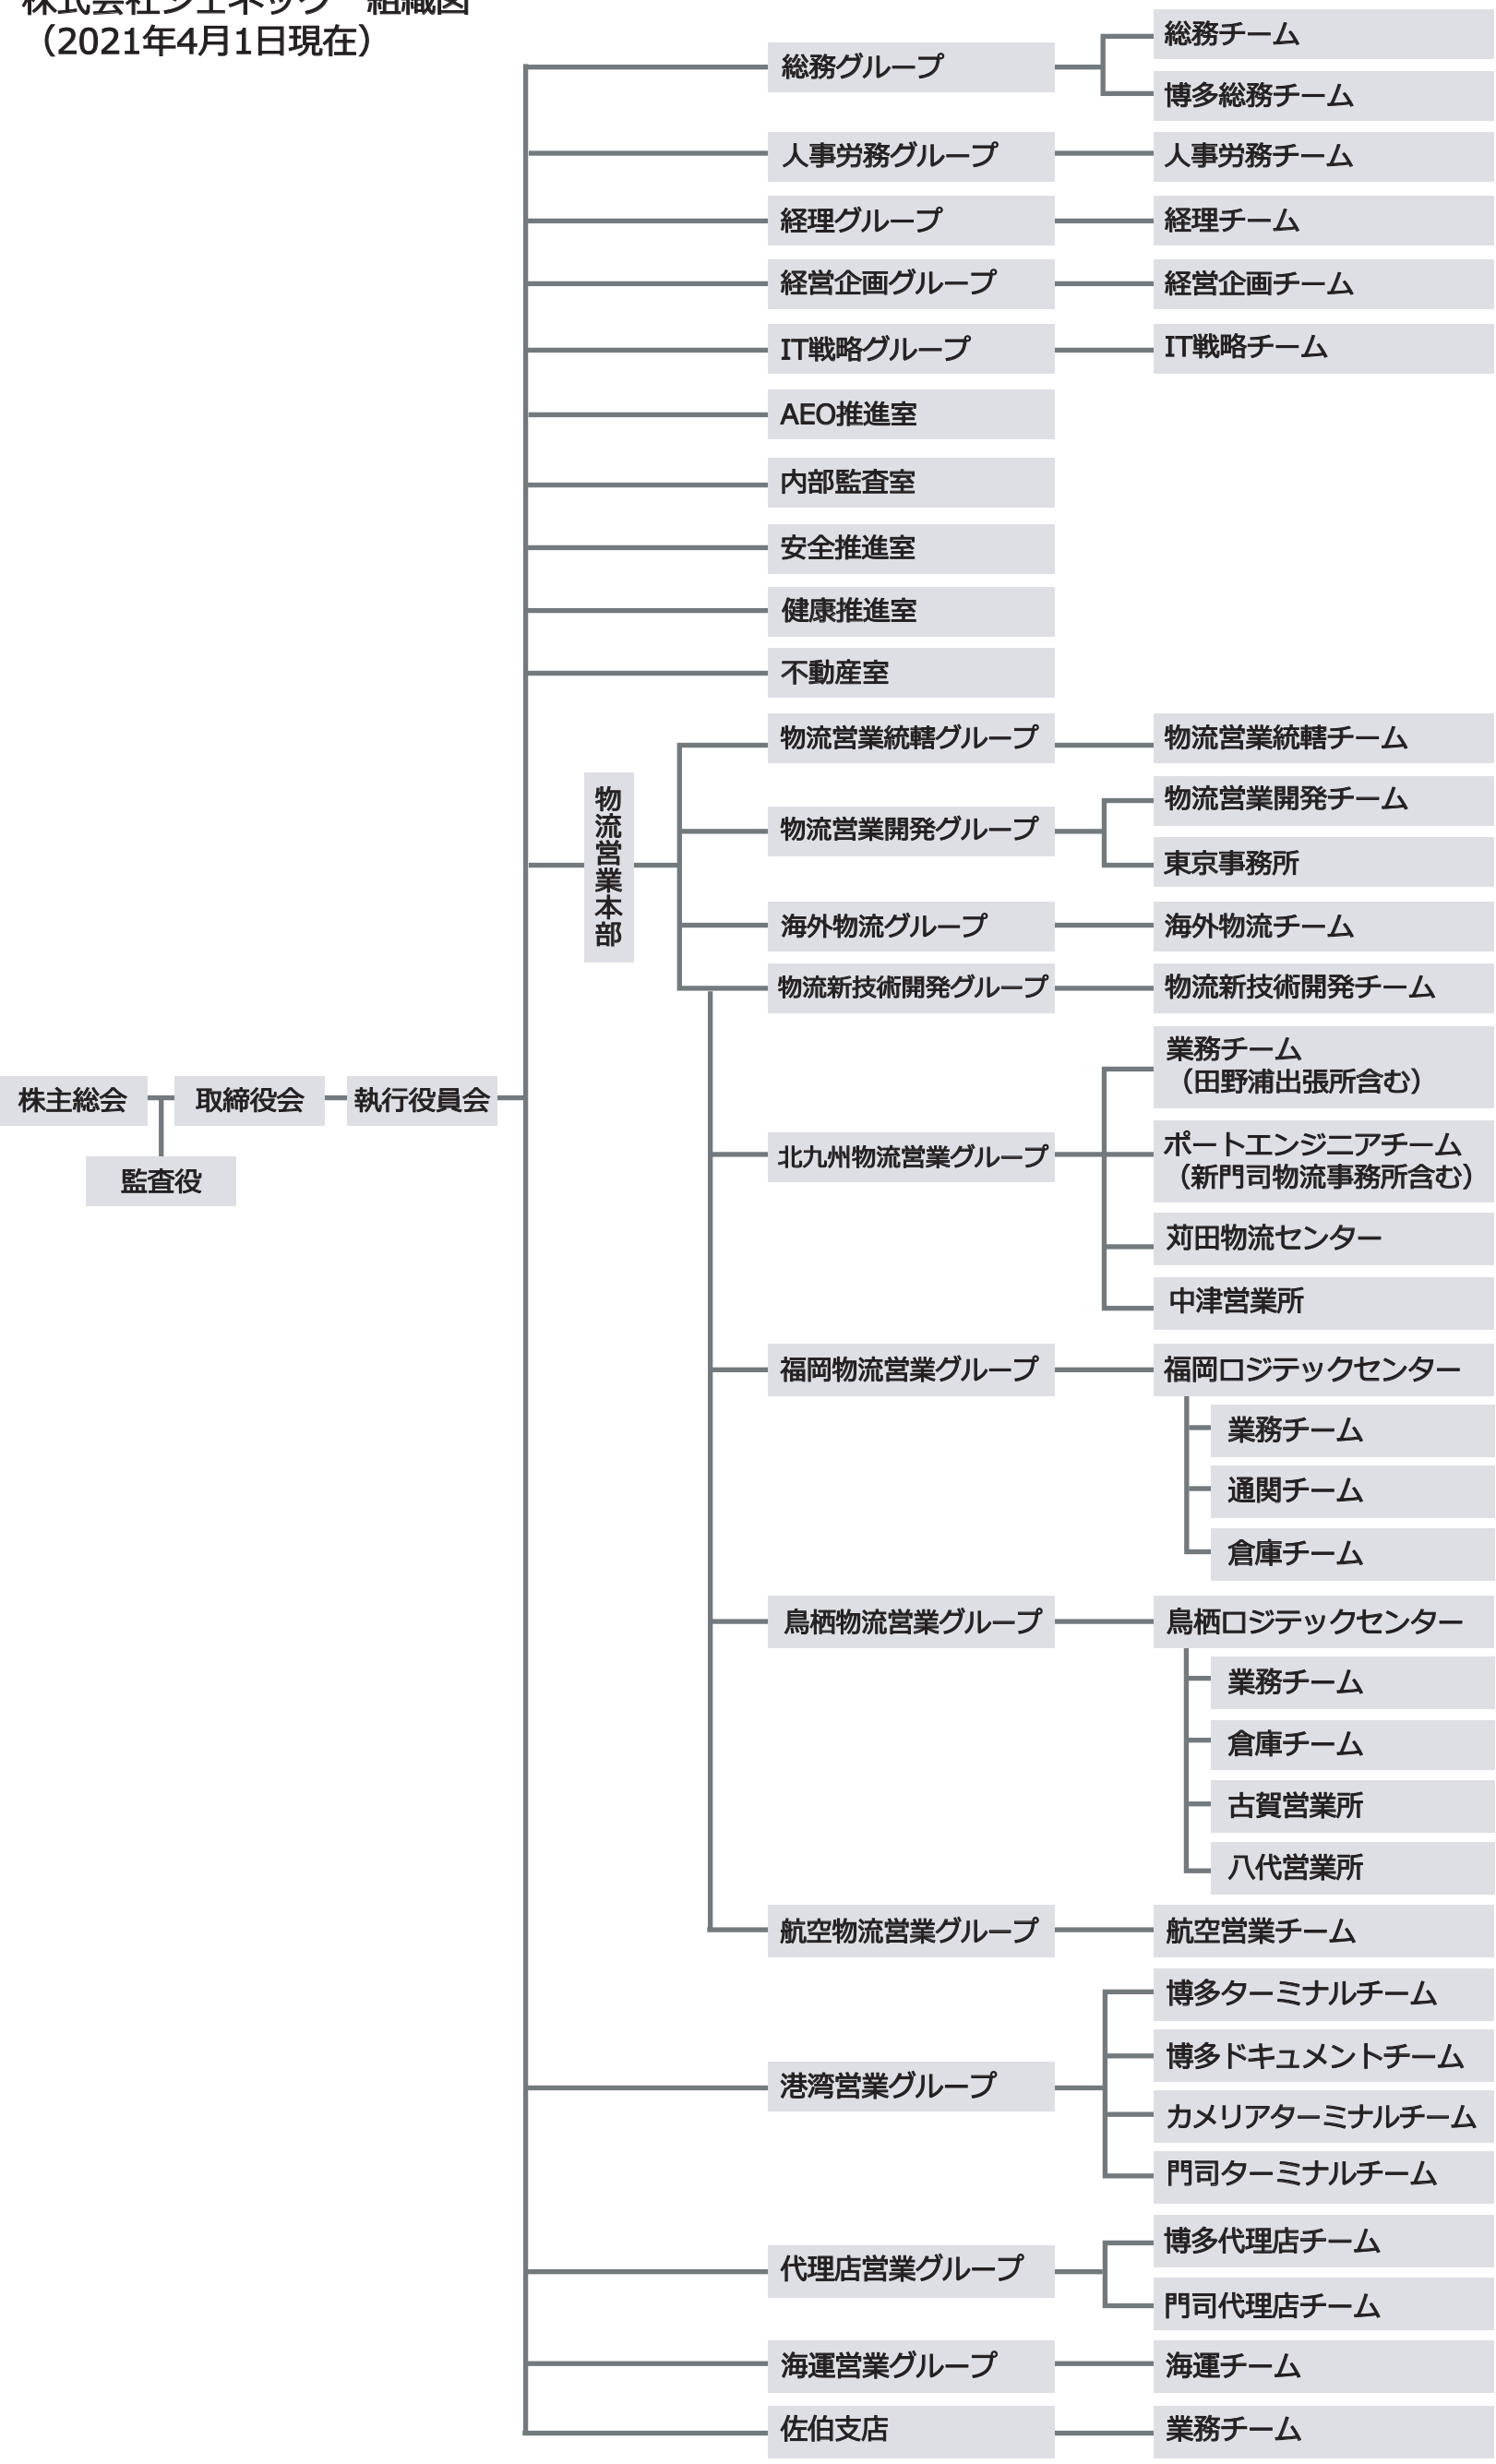 株式会社シェネック　組織図
（2021年4月1日現在）
総務グループ
総務チーム
博多総務チーム
人事労務グループ
人事労務チーム
経理グループ
経理チーム
経営企画グループ
経営企画チーム
IT戦略グループ
IT戦略チーム
AEO推進室
内部監査室
安全推進室
健康推進室
不動産室
物流営業本部
物流営業統轄グループ
物流営業統轄チーム
物流営業開発グループ
物流営業開発チーム
東京事務所
海外物流グループ
海外物流チーム
物流新技術開発グループ
物流新技術開発チーム
株主総会
取締役会
執行役員会
監査役
北九州物流営業グループ
業務チーム
（田野浦出張所含む）
ポートエンジニアチーム
（新門司物流事務所含む）
苅田物流センター
中津営業所
福岡物流営業グループ
福岡ロジテックセンター
業務チーム
通関チーム
倉庫チーム
鳥栖物流営業グループ
鳥栖ロジテックセンター
業務チーム
倉庫チーム
古賀営業所
八代営業所
航空物流営業グループ
航空営業チーム
港湾営業グループ
博多ターミナルチーム
博多ドキュメントチーム
カメリアターミナルチーム
門司ターミナルチーム
代理店営業グループ
博多代理店チーム
門司代理店チーム
海運営業グループ
海運チーム
佐伯支店
業務チーム